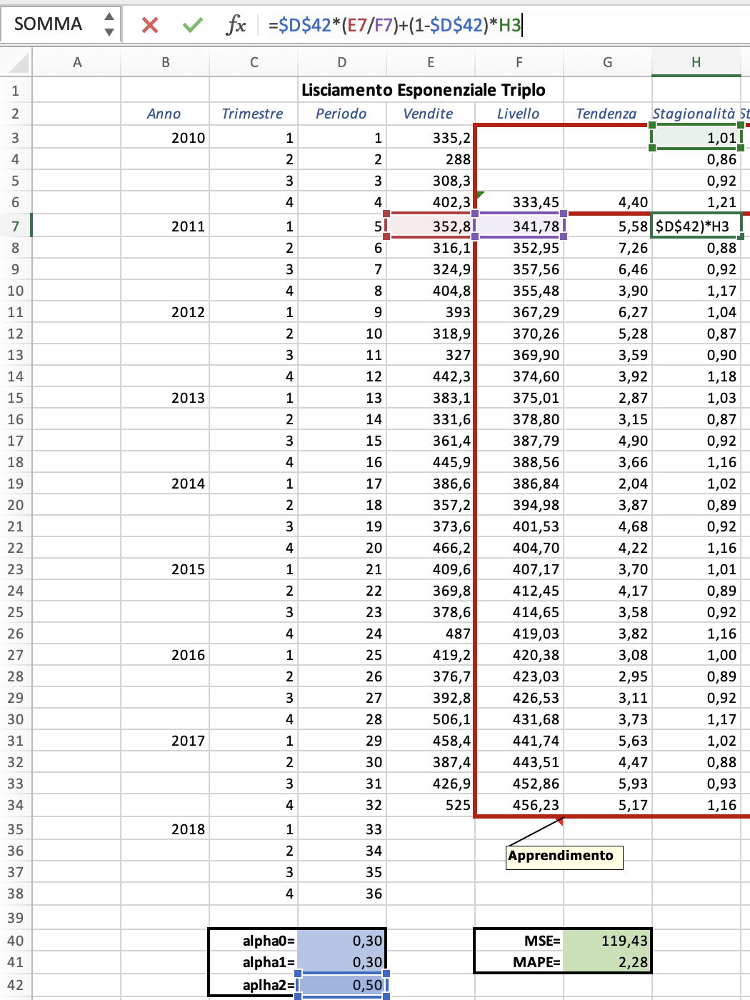 SOMMA fx =$D$42*(E7/F7)+(1-$D$42)*H3
A B C D E F G H
1 Lisciamento Esponenziale Triplo
2 Anno Trimestre Periodo Vendite Livello Tendenza Stagionalità St
3 2010 1 1 335,2 1,01
4 2 2 288 0,86
5 3 3 308,3 0,92
6 4 4 402,3 333,45 4,40 1,21
7 2011 1 5 352,8 341,78 5,58 $D$42)*H3
8 2 6 316,1 352,95 7,26 0,88
9 3 7 324,9 357,56 6,46 0,92
10 4 8 404,8 355,48 3,90 1,17
11 2012 1 9 393 367,29 6,27 1,04
12 2 10 318,9 370,26 5,28 0,87
13 3 11 327 369,90 3,59 0,90
14 4 12 442,3 374,60 3,92 1,18
15 2013 1 13 383,1 375,01 2,87 1,03
16 2 14 331,6 378,80 3,15 0,87
17 3 15 361,4 387,79 4,90 0,92
18 4 16 445,9 388,56 3,66 1,16
19 2014 1 17 386,6 386,84 2,04 1,02
20 2 18 357,2 394,98 3,87 0,89
21 3 19 373,6 401,53 4,68 0,92
22 4 20 466,2 404,70 4,22 1,16
23 2015 1 21 409,6 407,17 3,70 1,01
24 2 22 369,8 412,45 4,17 0,89
25 3 23 378,6 414,65 3,58 0,92
26 4 24 487 419,03 3,82 1,16
27 2016 1 25 419,2 420,38 3,08 1,00
28 2 26 376,7 423,03 2,95 0,89
29 3 27 392,8 426,53 3,11 0,92
30 4 28 506,1 431,68 3,73 1,17
31 2017 1 29 458,4 441,74 5,63 1,02
32 2 30 387,4 443,51 4,47 0,88
33 3 31 426,9 452,86 5,93 0,93
34 4 32 525 456,23 5,17 1,16
35 2018 1 33
36 2 34
Apprendimento
37 3 35
38 4 36
39
40 alpha0= 0,30 MSE= 119,43
41 alpha1= 0,30 MAPE= 2,28
42 aplha2= 0,50